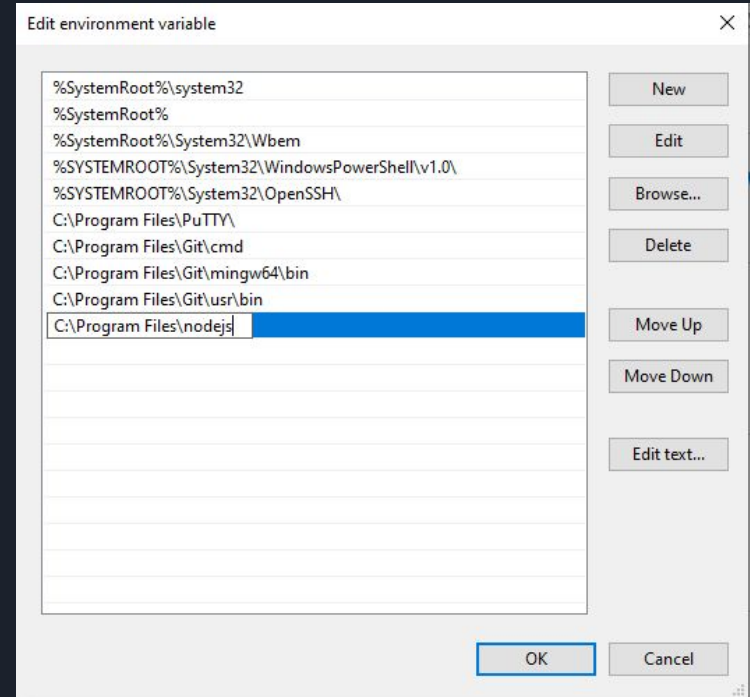 Edit environment variable
%SystemRoot%\system32
%SystemRoot%
%SystemRoot%\System32\Wbem
%SYSTEMROOT%\System32\WindowsPowerShell\v1.0\
%SYSTEMROOT%\System32\OpenSSH\
C:\Program Files\PuTTY\
C:\Program Files\Git\cmd
C:\Program Files\Git\mingw64\bin
C:\Program Files\Git\usr\bin
C:\Program Files\nodejs
New
Edit
Browse...
Delete
Move Up
Move Down
Edit text...
OK
Cancel